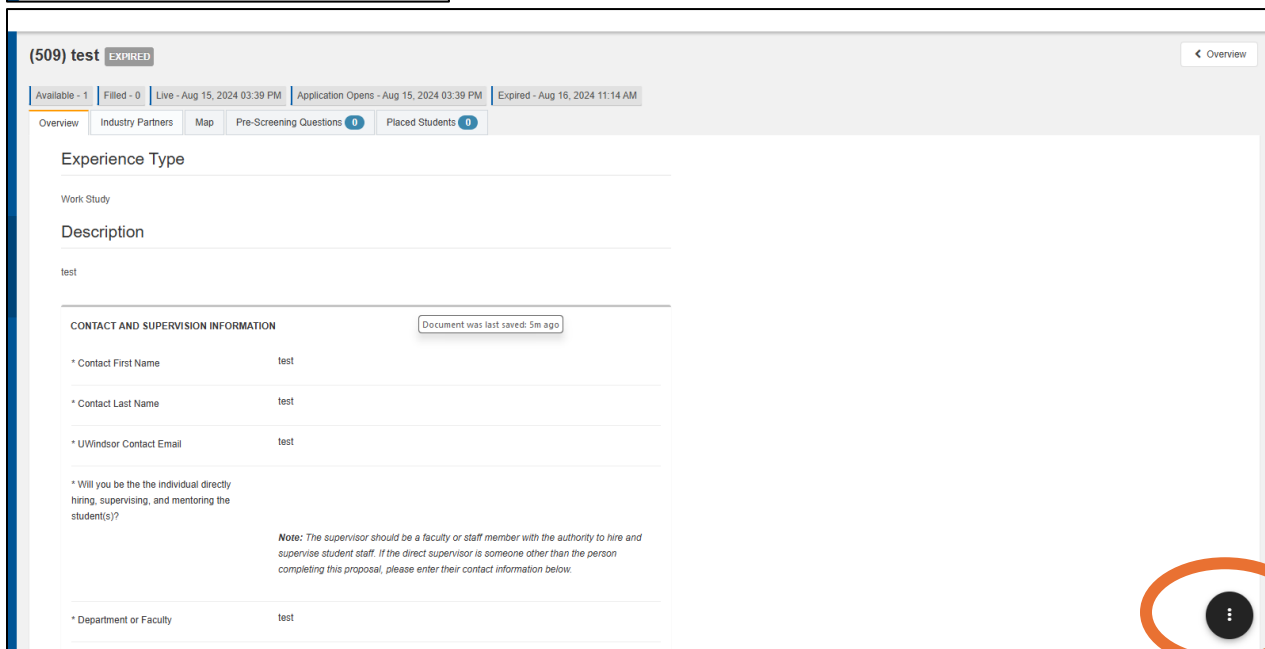 (509) test EXPIRED
Overview
Available - 1 Filled - 0 Live - Aug 15, 2024 03:39 PM Application Opens - Aug 15, 2024 03:39 PM Expired - Aug 16, 2024 11:14 AM
Overview Industry Partners Map Pre-Screening Questions 0 Placed Students 0
Experience Type
Work Study
Description
test
CONTACT AND SUPERVISION INFORMATION
Document was last saved: 5m ago
* Contact First Name test
* Contact Last Name test
* UWindsor Contact Email test
* Will you be the the individual directly
hiring, supervising, and mentoring the
student(s)?
Note: The supervisor should be a faculty or staff member with the authority to hire and
supervise student staff. If the direct supervisor is someone other than the person
completing this proposal, please enter their contact information below.
* Department or Faculty test